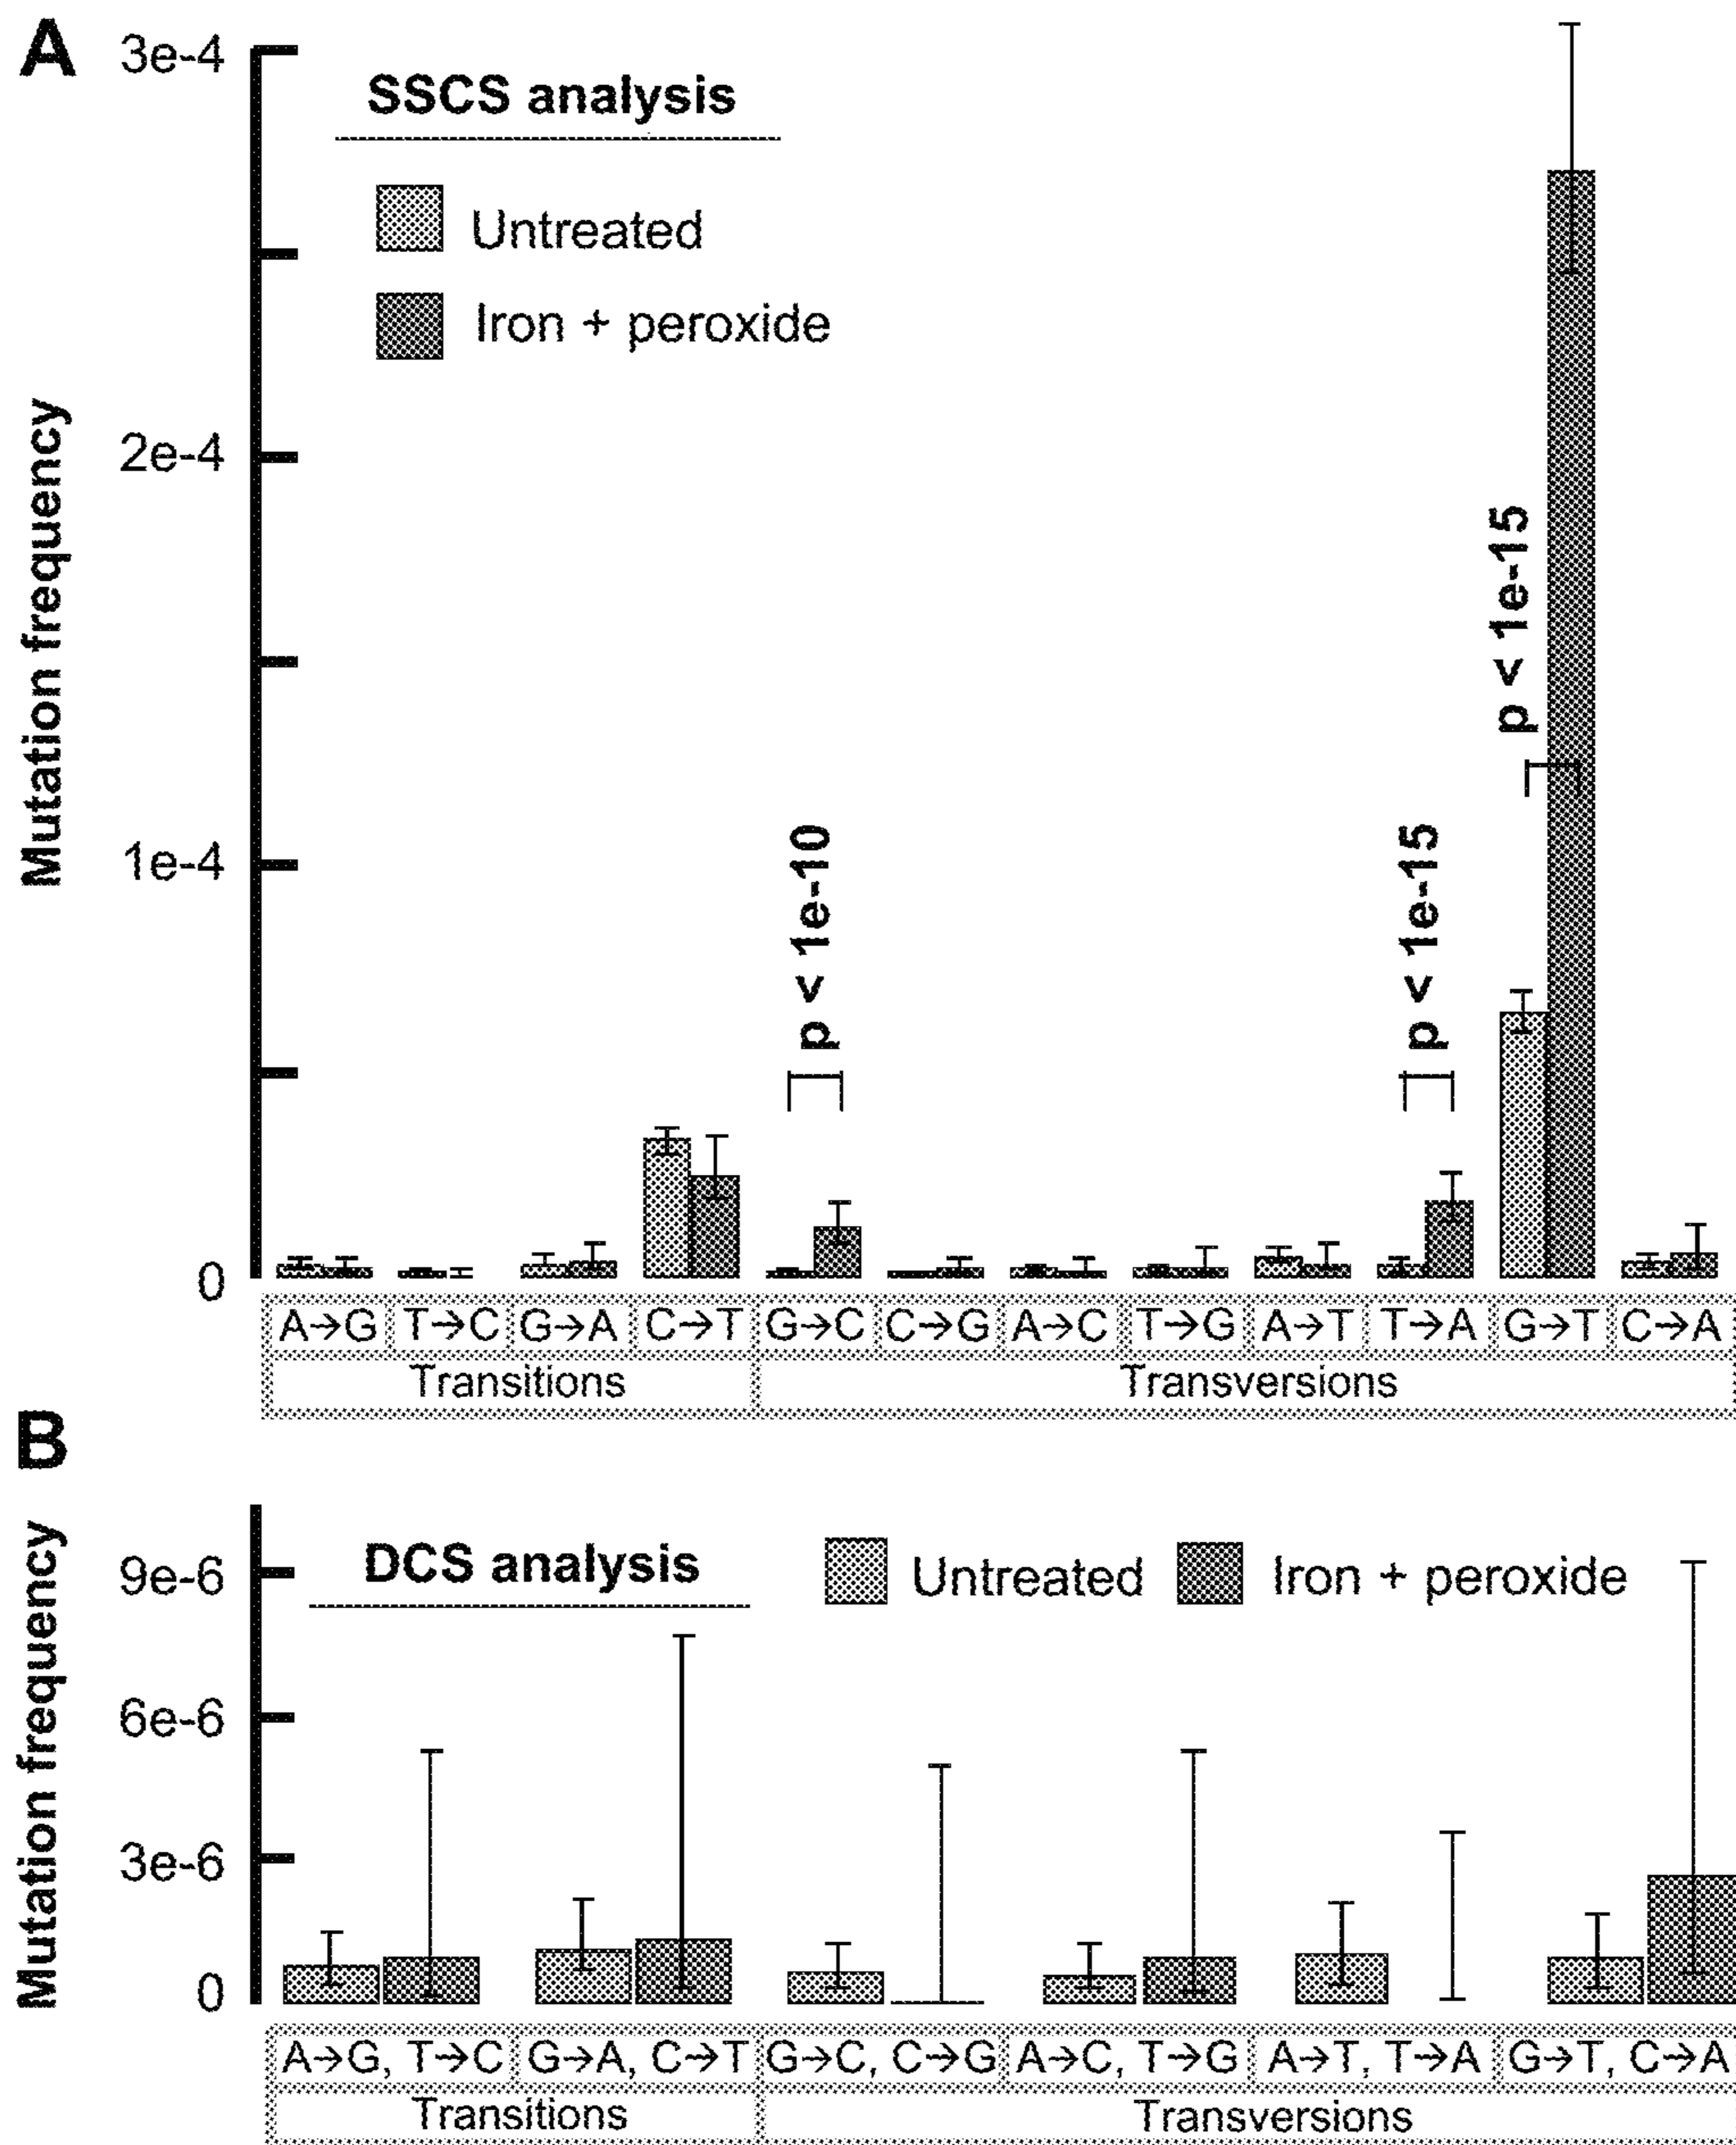 A
3e-4
SSCS analysis
Untreated
Iron + peroxide
2e-4
1e-4
0
Mutation frequency
p < 1e-10
p < 1e-15
p < 1e-15
A→G T→C G→A C→T G→C C→G A→C T→G A→T T→A G→T C→A
Transitions Transversions
B
DCS analysis Untreated Iron + peroxide
9e-6
6e-6
3e-6
0
Mutation frequency
A→G, T→C G→A, C→T G→C, C→G A→C, T→G A→T, T→A G→T, C→A
Transitions Transversions